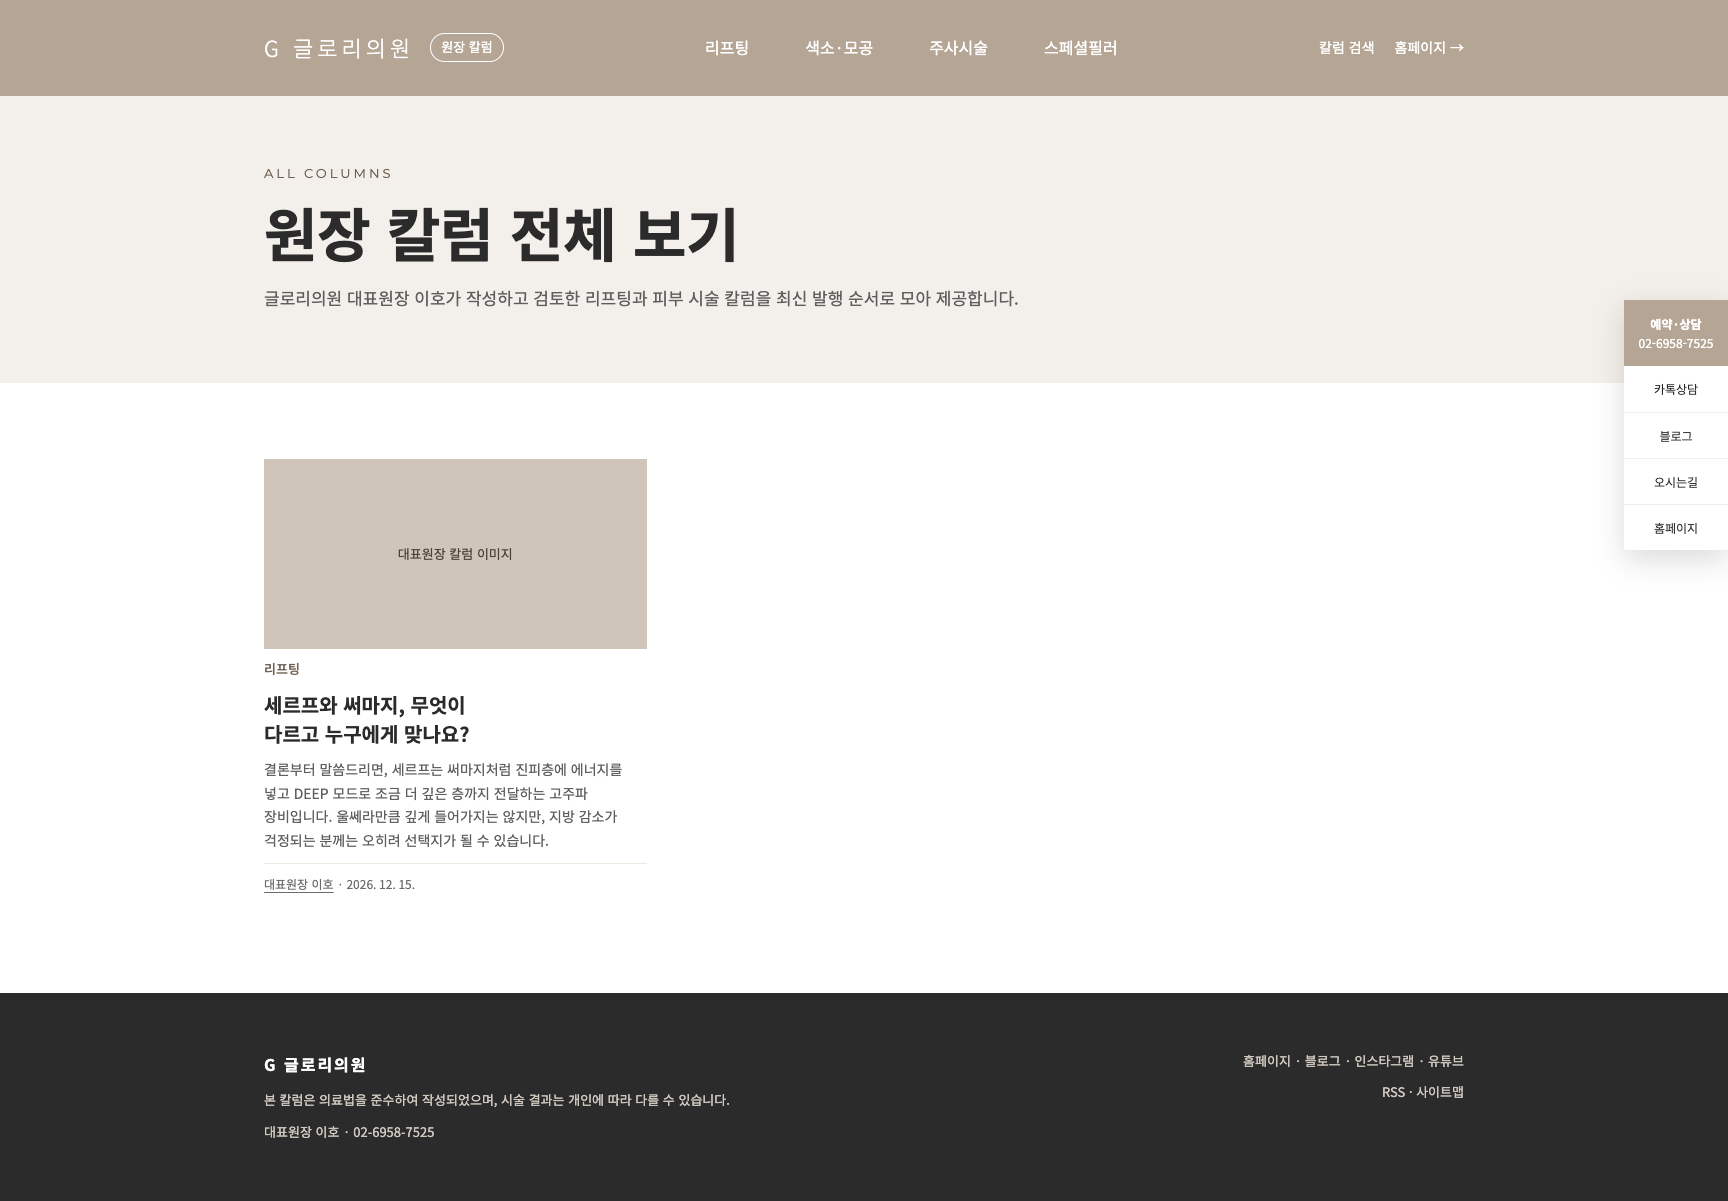 G 글로리의원 원장 칼럼 리프팅 색소·모공 주사시술 스페셜필러 칼럼 검색 홈페이지 →
ALL COLUMNS
원장 칼럼 전체 보기
글로리의원 대표원장 이호가 작성하고 검토한 리프팅과 피부 시술 칼럼을 최신 발행 순서로 모아 제공합니다.
예약·상담
02-6958-7525
카톡상담
블로그
오시는길
홈페이지
대표원장 칼럼 이미지
리프팅
세르프와 써마지, 무엇이
다르고 누구에게 맞나요?
결론부터 말씀드리면, 세르프는 써마지처럼 진피층에 에너지를
넣고 DEEP 모드로 조금 더 깊은 층까지 전달하는 고주파
장비입니다. 울쎄라만큼 깊게 들어가지는 않지만, 지방 감소가
걱정되는 분께는 오히려 선택지가 될 수 있습니다.
대표원장 이호 · 2026. 12. 15.
G 글로리의원
본 칼럼은 의료법을 준수하여 작성되었으며, 시술 결과는 개인에 따라 다를 수 있습니다.
대표원장 이호 · 02-6958-7525
홈페이지 · 블로그 · 인스타그램 · 유튜브
RSS · 사이트맵